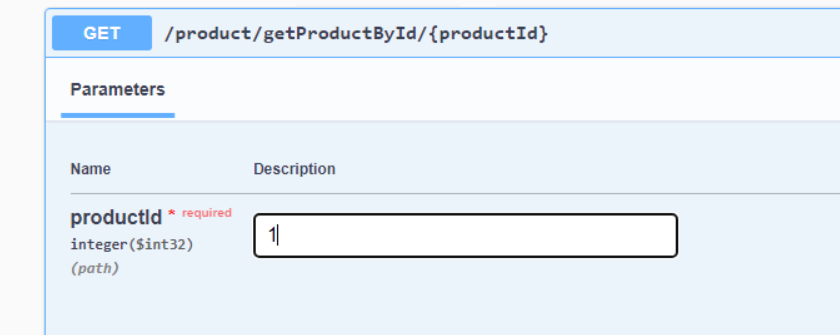 GET /product/getProductById/{productId}
Parameters
Name Description
productId * required
1
integer($int32)
(path)